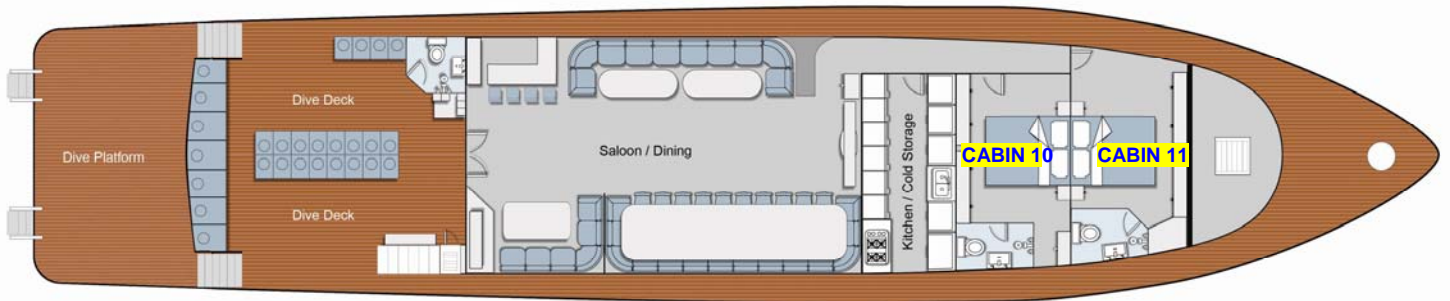 Dive Platform
Dive Deck
Dive Deck
Saloon / Dining
Kitchen / Cold Storage
CABIN 10
CABIN 11